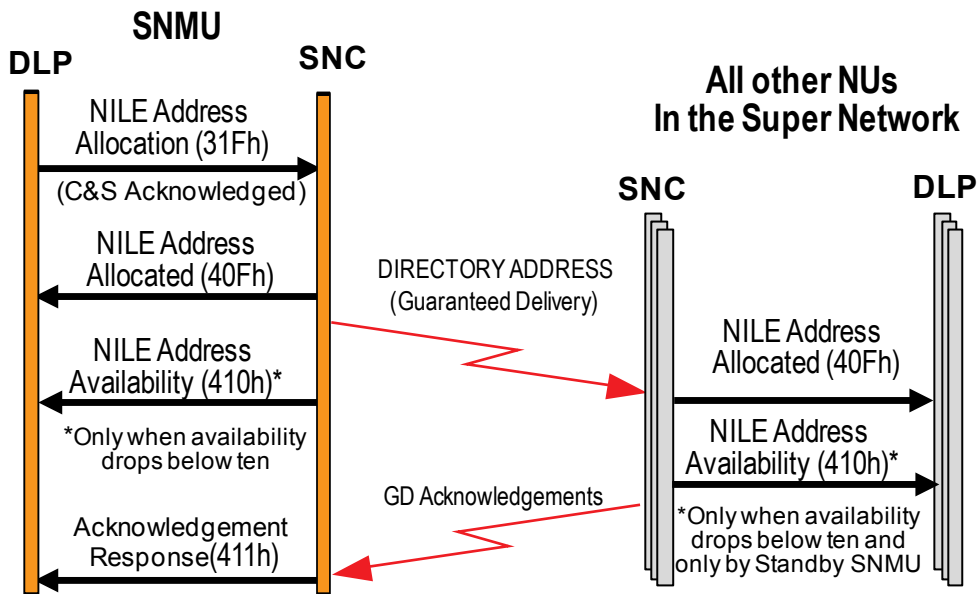 SNMU
DLP
SNC
NILE Address
Allocation (31Fh)
(C&S Acknowledged)
NILE Address
Allocated (40Fh)
NILE Address
Availability (410h)*
*Only when availability
drops below ten
Acknowledgement
Response(411h)
DIRECTORY ADDRESS
(Guaranteed Delivery)
GD Acknowledgements
All other NUs
In the Super Network
SNC
DLP
NILE Address
Allocated (40Fh)
NILE Address
Availability (410h)*
*Only when availability
drops below ten and
only by Standby SNMU